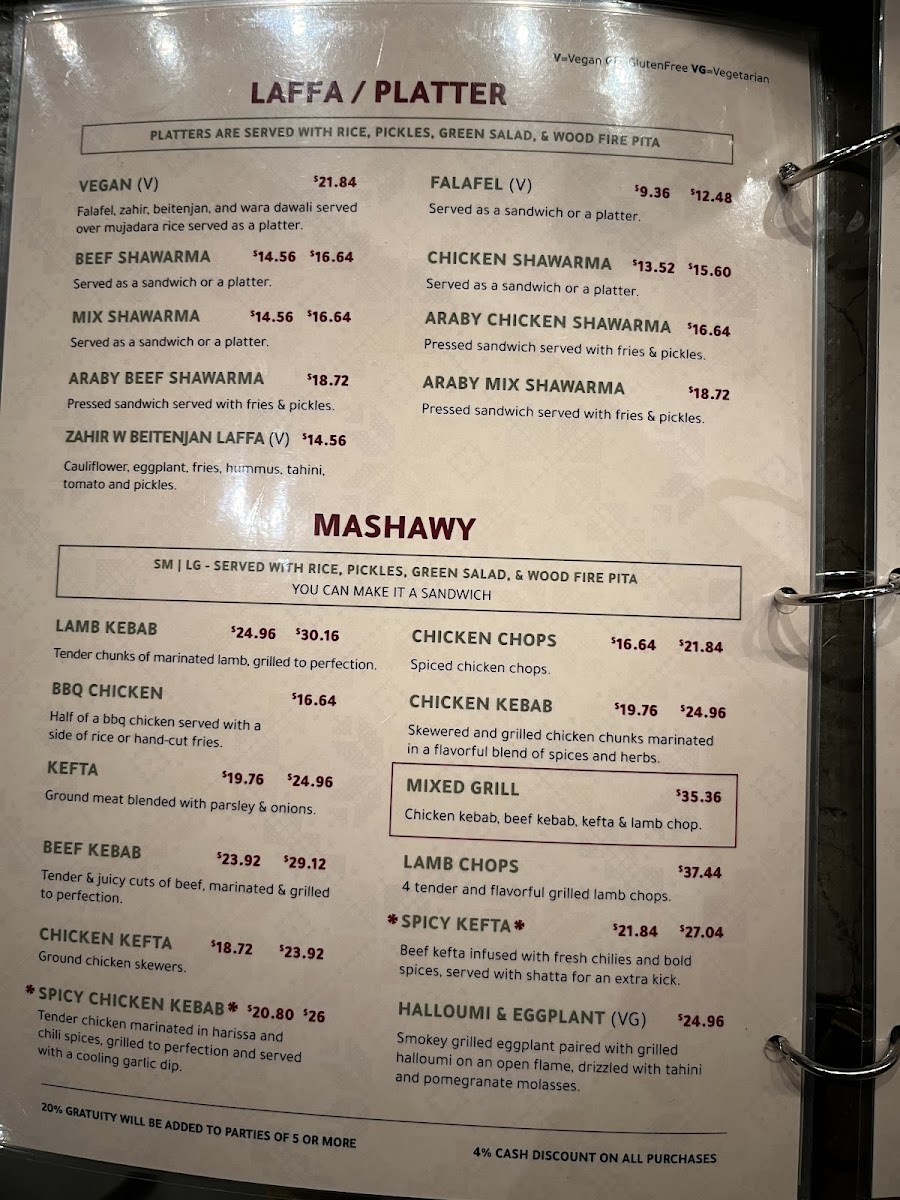 V=Vegan GlutenFree VG=Vegetarian
LAFFA / PLATTER
PLATTERS ARE SERVED WITH RICE, PICKLES, GREEN SALAD, & WOOD FIRE PITA
VEGAN (V) $21.84
Falafel, zahir, beitenjan, and wara dawali served
over mujadara rice served as a platter.
BEEF SHAWARMA $14.56 $16.64
Served as a sandwich or a platter.
MIX SHAWARMA $14.56 $16.64
Served as a sandwich or a platter.
ARABY BEEF SHAWARMA $18.72
Pressed sandwich served with fries & pickles.
ZAHIR W BEITENJAN LAFFA (V) $14.56
Cauliflower, eggplant, fries, hummus, tahini,
tomato and pickles.
FALAFEL (V) $9.36 $12.48
Served as a sandwich or a platter.
CHICKEN SHAWARMA $13.52 $15.60
Served as a sandwich or a platter.
ARABY CHICKEN SHAWARMA $16.64
Pressed sandwich served with fries & pickles.
ARABY MIX SHAWARMA $18.72
Pressed sandwich served with fries & pickles.
MASHAWY
SM | LG - SERVED WITH RICE, PICKLES, GREEN SALAD, & WOOD FIRE PITA
YOU CAN MAKE IT A SANDWICH
LAMB KEBAB $24.96 $30.16
Tender chunks of marinated lamb, grilled to perfection.
BBQ CHICKEN $16.64
Half of a bbq chicken served with a
side of rice or hand-cut fries.
KEFTA $19.76 $24.96
Ground meat blended with parsley & onions.
BEEF KEBAB $23.92 $29.12
Tender & juicy cuts of beef, marinated & grilled
to perfection.
CHICKEN KEFTA $18.72 $23.92
Ground chicken skewers.
*SPICY CHICKEN KEBAB* $20.80 $26
Tender chicken marinated in harissa and
chili spices, grilled to perfection and served
with a cooling garlic dip.
CHICKEN CHOPS $16.64 $21.84
Spiced chicken chops.
CHICKEN KEBAB $19.76 $24.96
Skewered and grilled chicken chunks marinated
in a flavorful blend of spices and herbs.
MIXED GRILL $35.36
Chicken kebab, beef kebab, kefta & lamb chop.
LAMB CHOPS $37.44
4 tender and flavorful grilled lamb chops.
*SPICY KEFTA* $21.84 $27.04
Beef kefta infused with fresh chilies and bold
spices, served with shatta for an extra kick.
HALLOUMI & EGGPLANT (VG) $24.96
Smokey grilled eggplant paired with grilled
halloumi on an open flame, drizzled with tahini
and pomegranate molasses.
20% GRATUITY WILL BE ADDED TO PARTIES OF 5 OR MORE
4% CASH DISCOUNT ON ALL PURCHASES